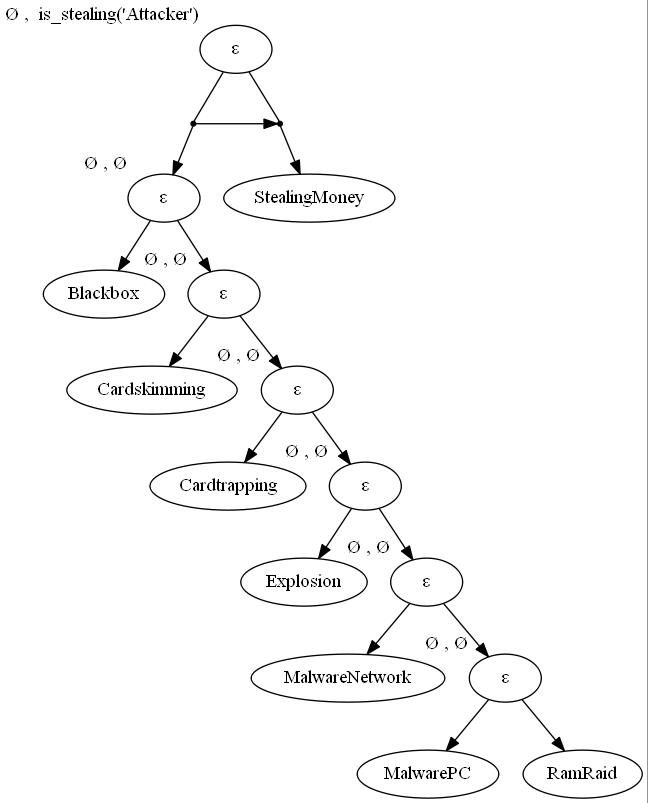 Ø , is_stealing('Attacker')
ε
Ø , Ø
ε
StealingMoney
Blackbox
Ø , Ø
ε
Cardskimming
Ø , Ø
ε
Cardtrapping
Ø , Ø
ε
Explosion
Ø , Ø
ε
MalwareNetwork
Ø , Ø
ε
MalwarePC
RamRaid